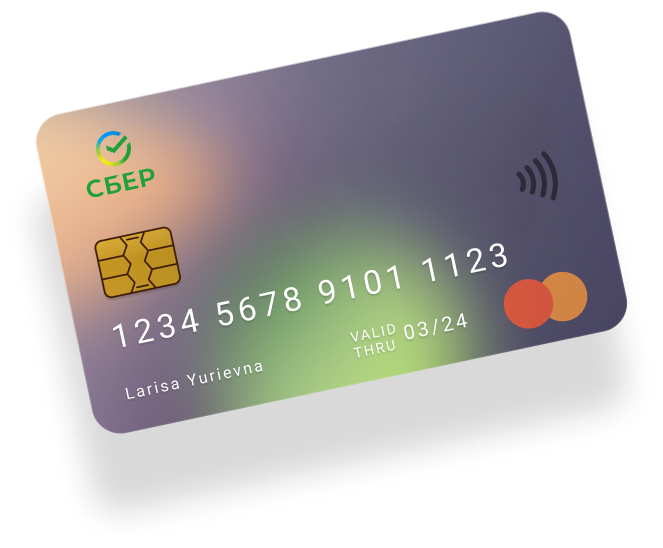 СБЕР
1234 5678 9101 1123
VALID
THRU 03/24
Larisa Yurievna